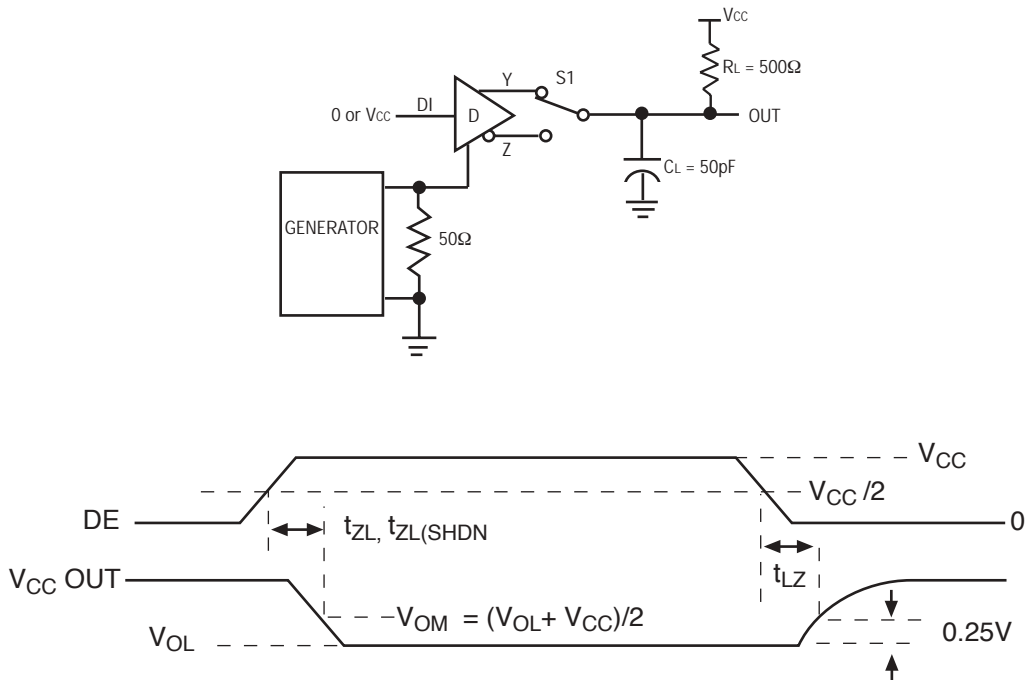 VCC
RL = 500Ω
Y
S1
0 or VCC
DI
D
OUT
Z
CL = 50pF
GENERATOR
50Ω
VCC
VCC /2
DE
tZL, tZL(SHDN
0
VCC OUT
tLZ
VOM = (VOL+ VCC)/2
VOL
0.25V